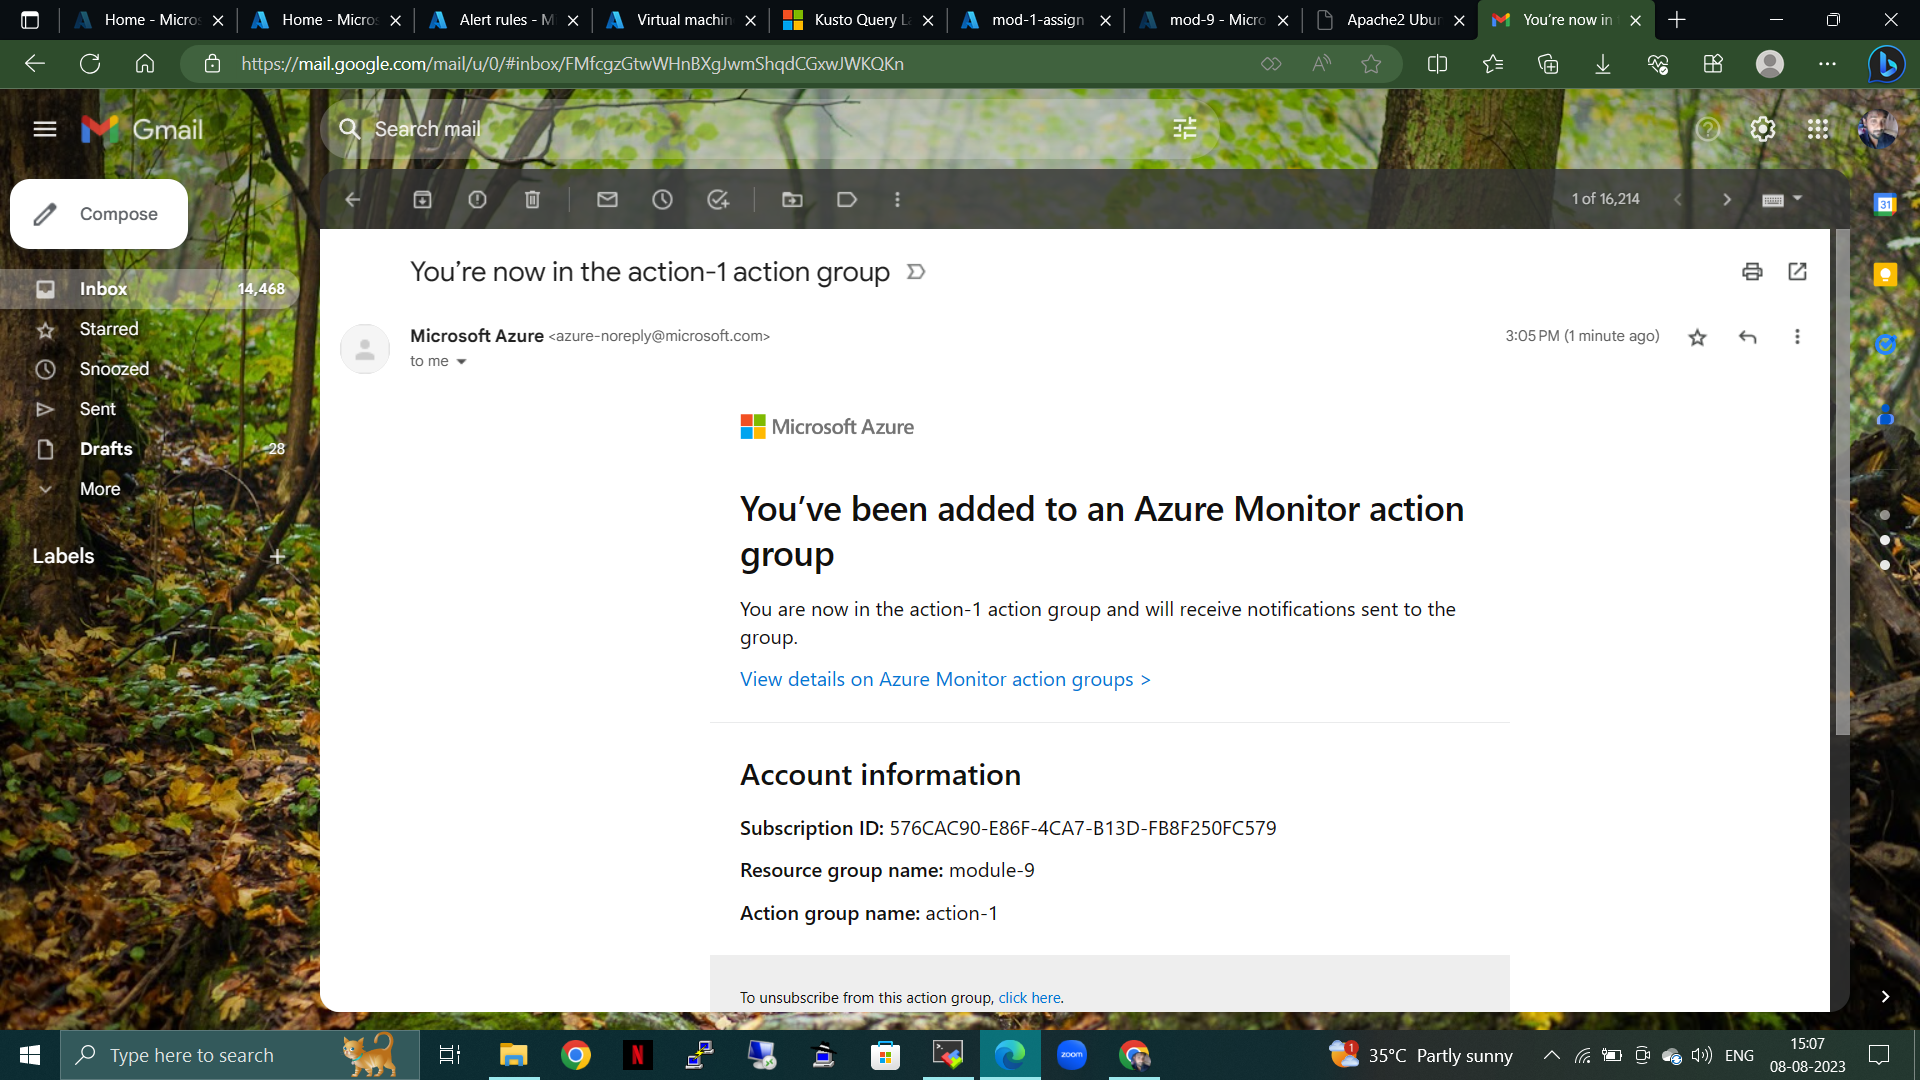 Home - Micros
Home - Micros
Alert rules - M
Virtual machin
Kusto Query La
mod-1-assign
mod-9 - Micro
Apache2 Ubun
You're now in
https://mail.google.com/mail/u/0/#inbox/FMfcgzGtwWHnBXgJwmShqdCGxwJWKQKn
Gmail
Search mail
Compose
1 of 16,214
31
Inbox 14,468
Starred
Snoozed
Sent
Drafts 28
More
Labels
You’re now in the action-1 action group
Microsoft Azure <azure-noreply@microsoft.com>
3:05 PM (1 minute ago)
to me
Microsoft Azure
You’ve been added to an Azure Monitor action
group
You are now in the action-1 action group and will receive notifications sent to the
group.
View details on Azure Monitor action groups >
Account information
Subscription ID: 576CAC90-E86F-4CA7-B13D-FB8F250FC579
Resource group name: module-9
Action group name: action-1
To unsubscribe from this action group, click here.
Type here to search
N
zoom
1
35°C Partly sunny
ENG
15:07
08-08-2023